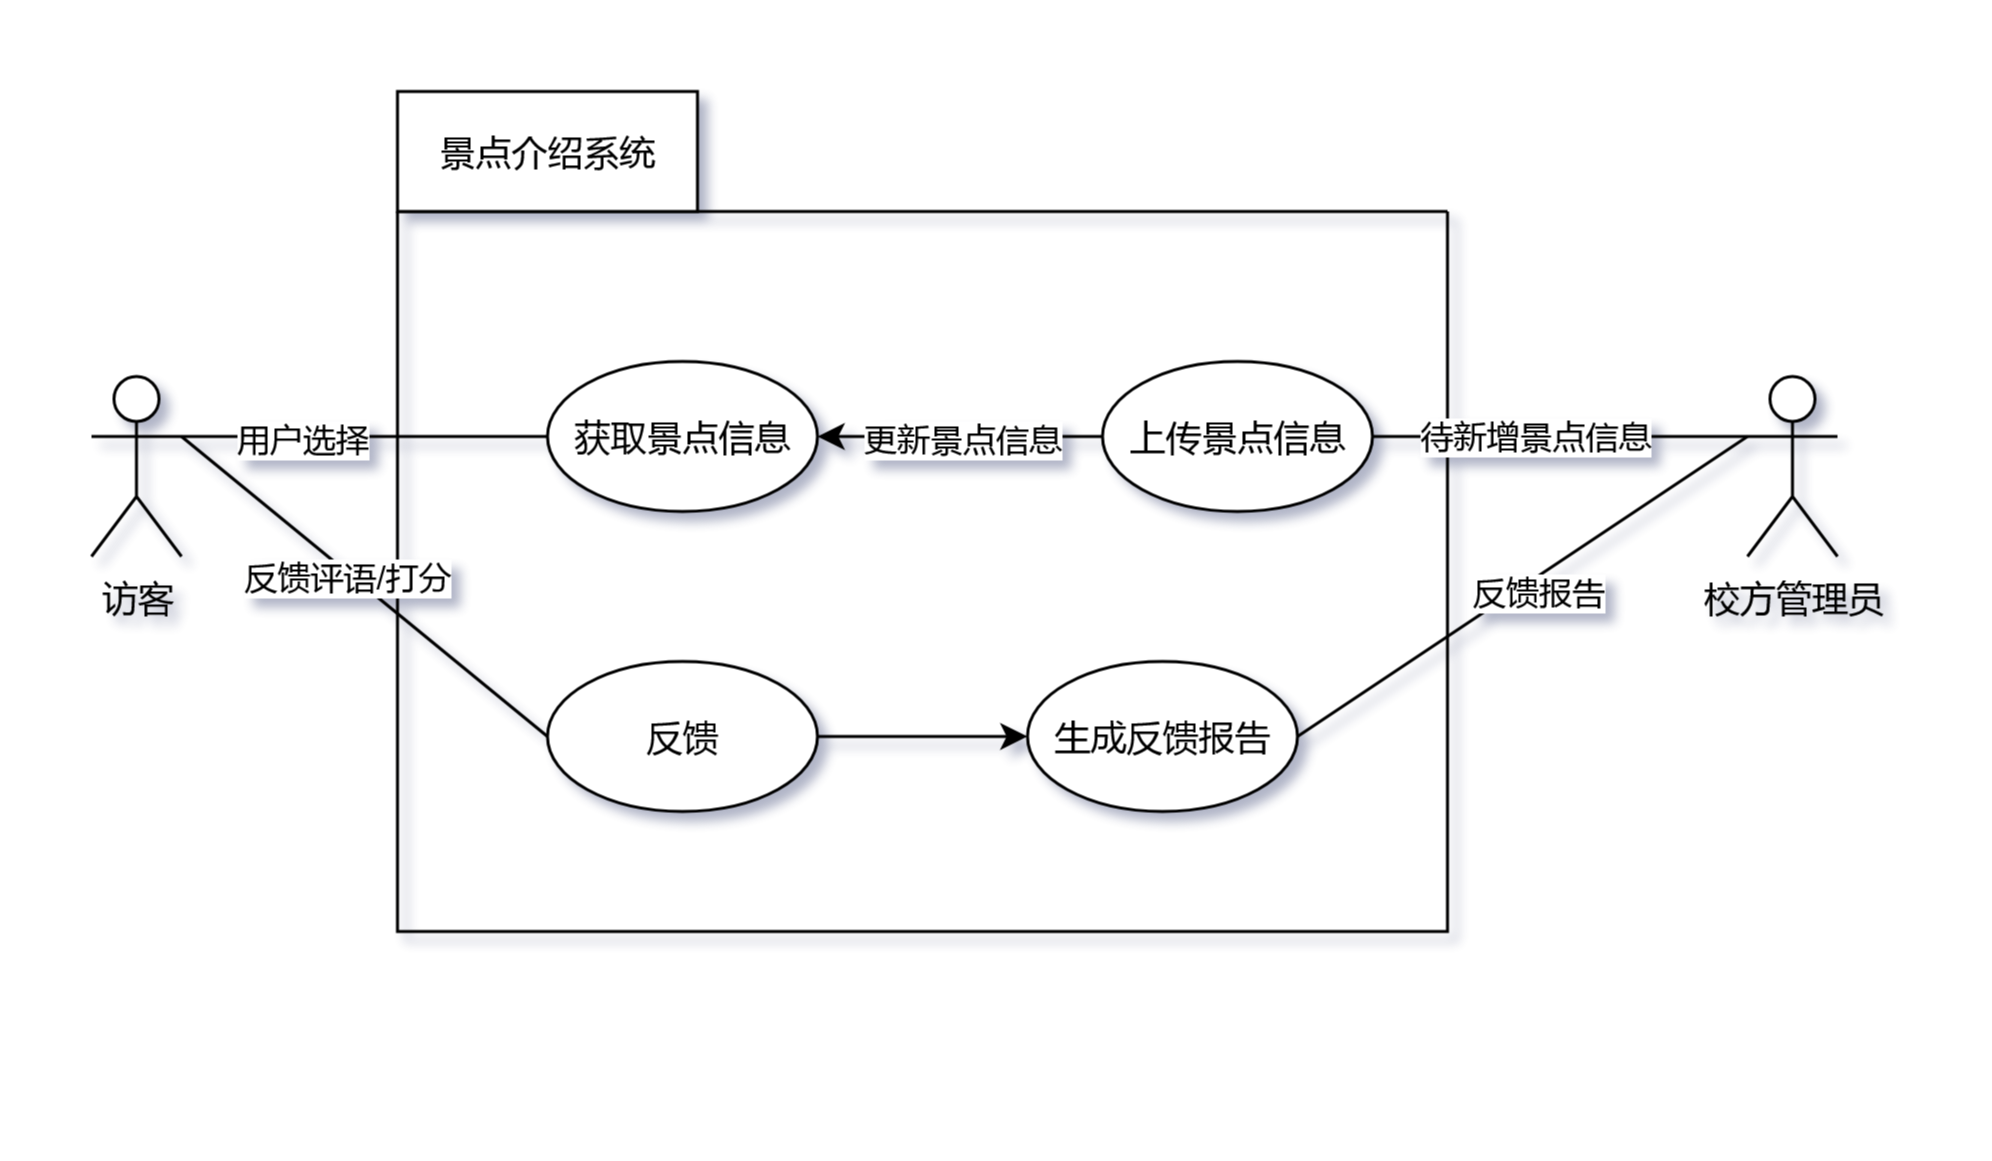 景点介绍系统
用户选择
获取景点信息
更新景点信息
上传景点信息
待新增景点信息
反馈评语/打分
访客
反馈报告
校方管理员
反馈
生成反馈报告